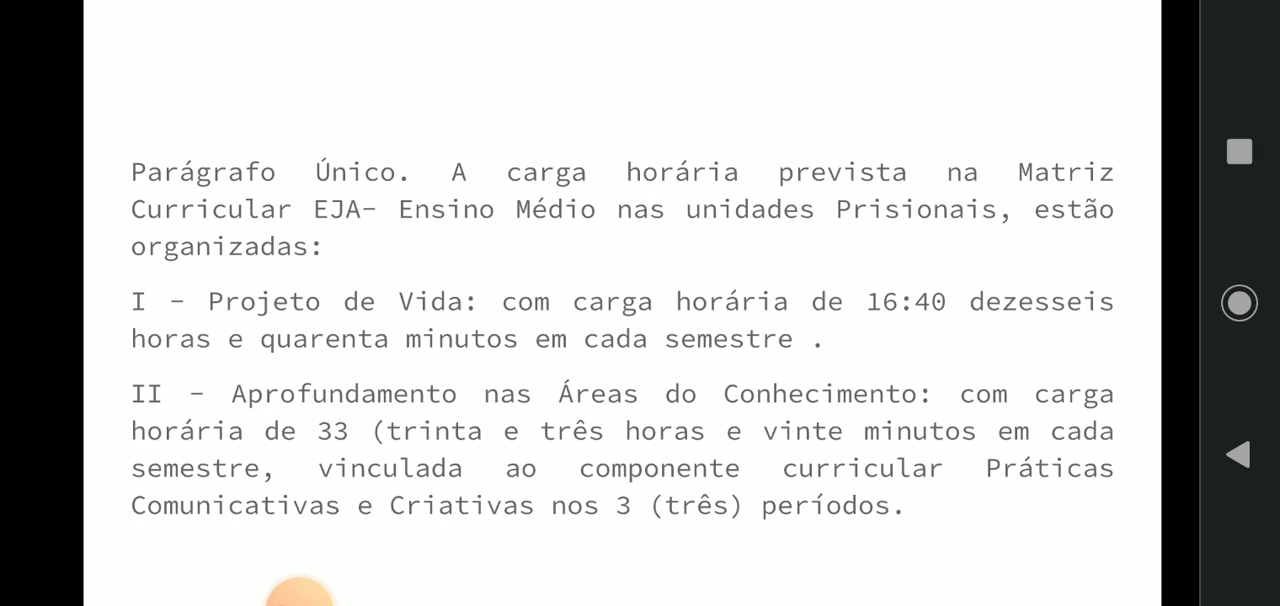 Parágrafo Único. A carga horária prevista na Matriz
Curricular EJA- Ensino Médio nas unidades Prisionais, estão
organizadas:
I - Projeto de Vida: com carga horária de 16:40 dezesseis
horas e quarenta minutos em cada semestre .
II - Aprofundamento nas Áreas do Conhecimento: com carga
horária de 33 (trinta e três horas e vinte minutos em cada
semestre, vinculada ao componente curricular Práticas
Comunicativas e Criativas nos 3 (três) períodos.